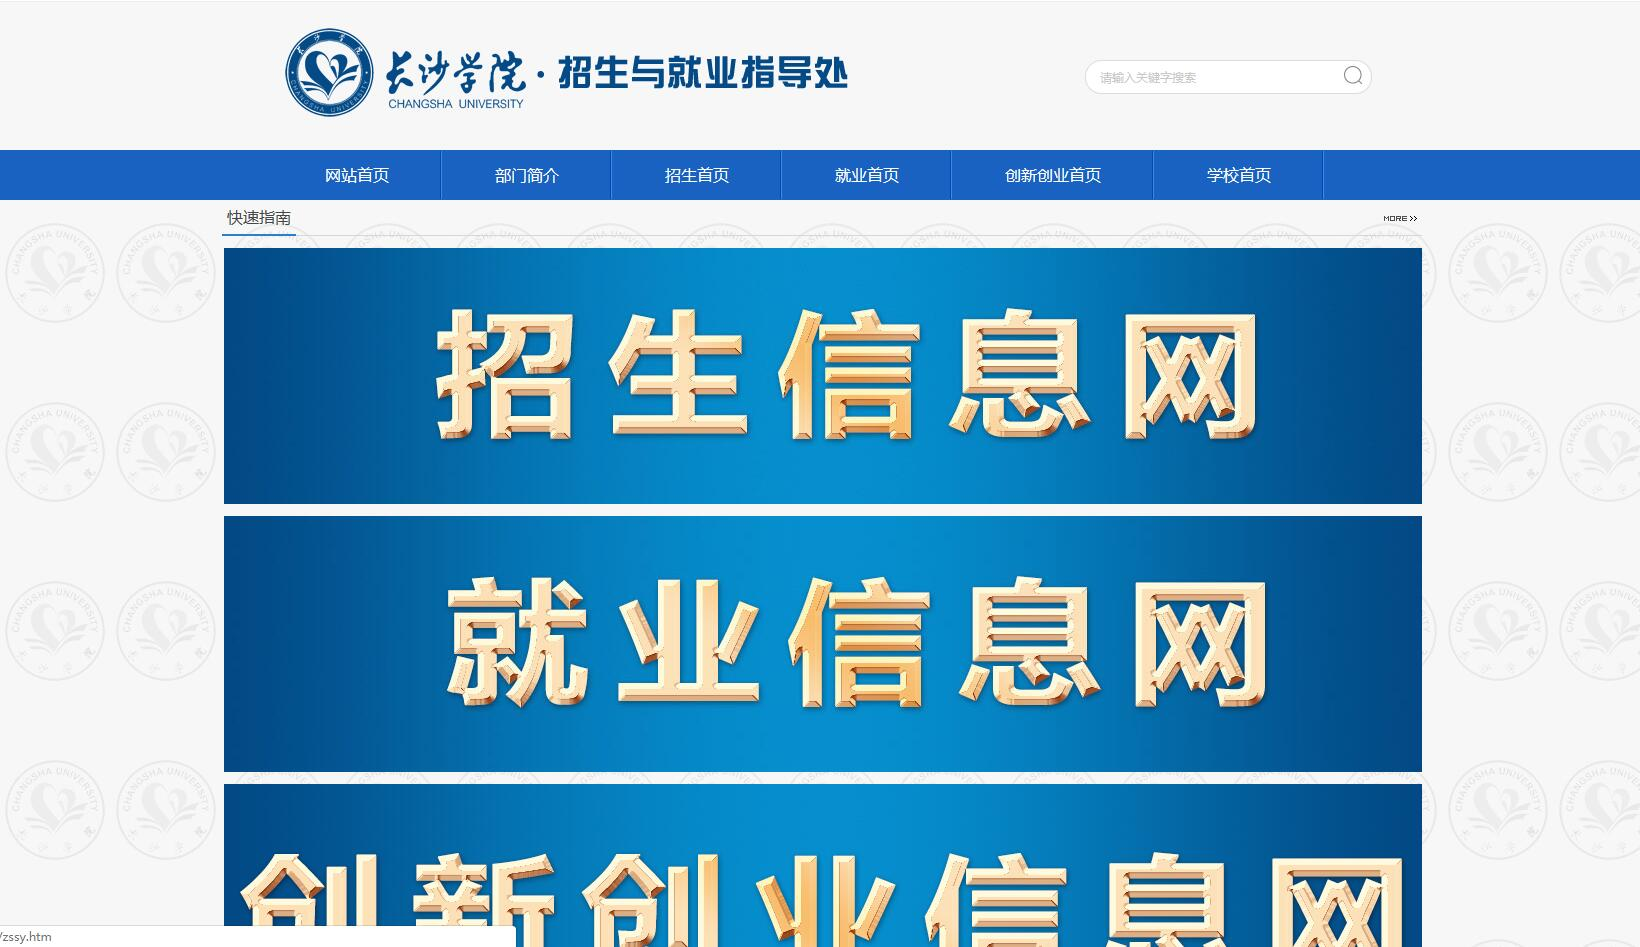 长沙学院·招生与就业指导处
CHANGSHA UNIVERSITY
请输入关键字搜索
网站首页 部门简介 招生首页 就业首页 创新创业首页 学校首页
快速指南
MORE
招生信息网
就业信息网
创新创业信息网
/zssy.htm